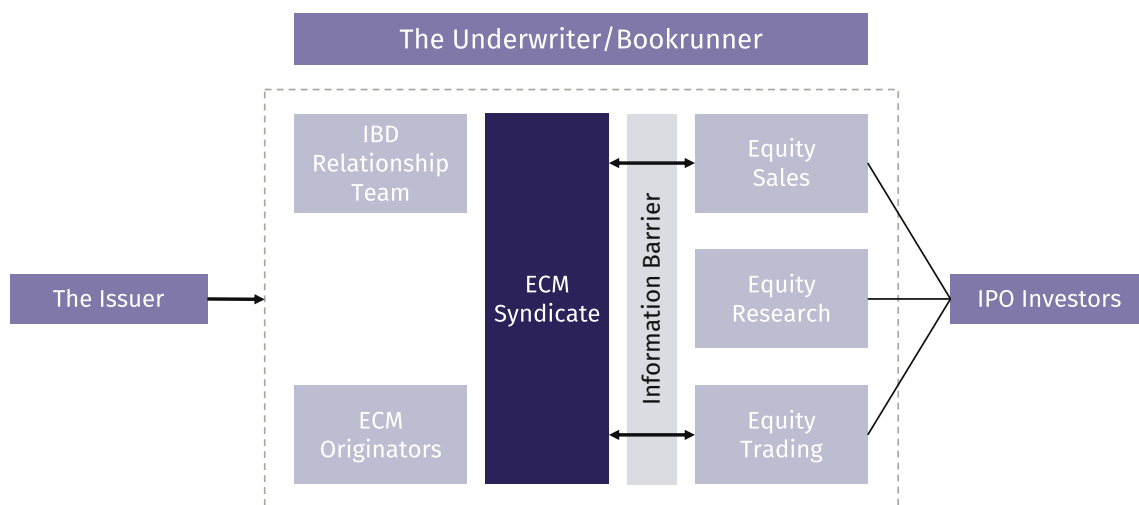 The Underwriter/Bookrunner
IBD
Relationship
Team
ECM
Originators
The Issuer
ECM
Syndicate
Information Barrier
Equity
Sales
Equity
Research
Equity
Trading
IPO Investors